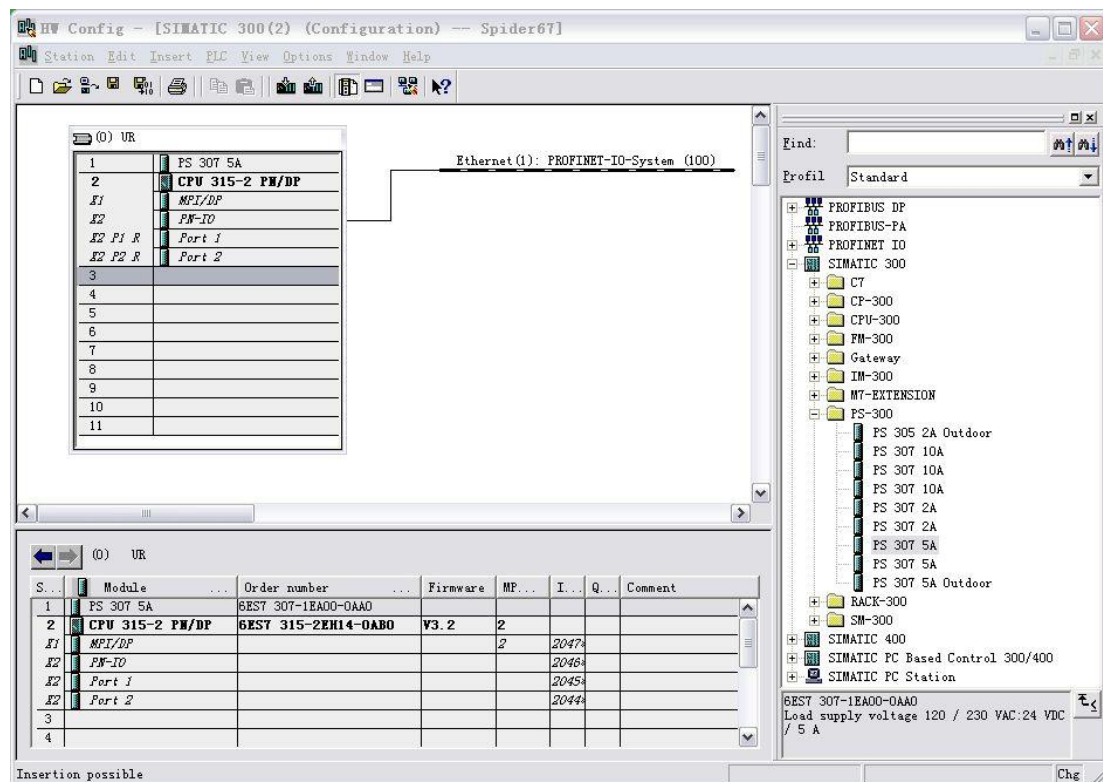 HW Config - [SIMATIC 300(2) (Configuration) -- Spider67]
Station Edit Insert PLC View Options Window Help
(0) UR
1 PS 307 5A
2 CPU 315-2 PN/DP
X1 MPI/DP
X2 PN-IO
X2 P1 R Port 1
X2 P2 R Port 2
3
4
5
6
7
8
9
10
11
Ethernet(1): PROFINET-IO-System (100)
Find:
Profil Standard
PROFIBUS DP
PROFIBUS-PA
PROFINET IO
SIMATIC 300
C7
CP-300
CPU-300
FM-300
Gateway
IM-300
M7-EXTENSION
PS-300
PS 305 2A Outdoor
PS 307 10A
PS 307 10A
PS 307 10A
PS 307 2A
PS 307 2A
PS 307 5A
PS 307 5A
PS 307 5A Outdoor
RACK-300
SM-300
SIMATIC 400
SIMATIC PC Based Control 300/400
SIMATIC PC Station
6ES7 307-1EA00-0AA0
Load supply voltage 120 / 230 VAC:24 VDC
/ 5 A
(0) UR
S... Module ... Order number ... Firmware MP... I... Q... Comment
1 PS 307 5A 6ES7 307-1EA00-0AA0
2 CPU 315-2 PN/DP 6ES7 315-2EH14-0AB0 V3.2 2
X1 MPI/DP 2 2047*
X2 PN-IO 2046*
X2 Port 1 2045*
X2 Port 2 2044*
3
4
Insertion possible
Chg